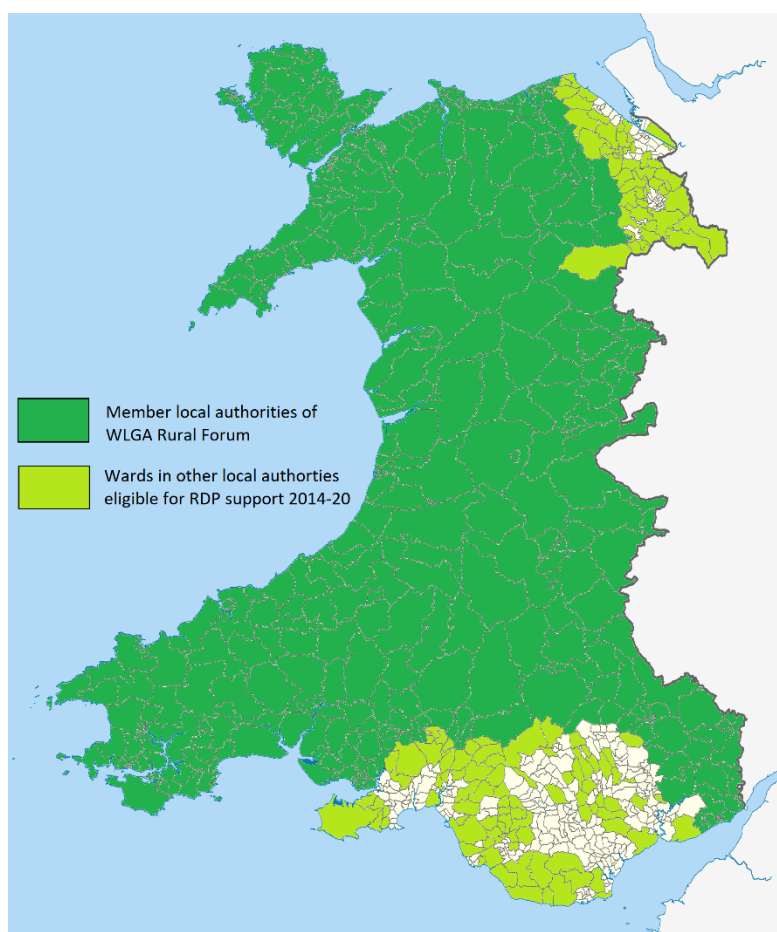 Member local authorities of
WLGA Rural Forum
Wards in other local authorties
eligible for RDP support 2014-20